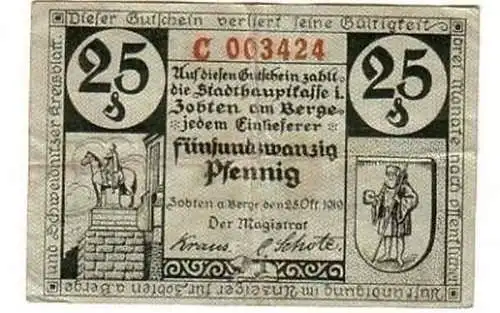 Dieser Gutschein verliert seine Gültigkeit
drei Monate nach öffentlicher
Aufkündigung im Anzeiger für Zobten a Berge
und Schweidnitzer Kreisblatt.
C 003424
25
25
Auf diesen Gutschein zahlt
die Stadthauptkasse i.
Zobten am Berge
jedem Einlieferer
fünfundzwanzig
Pfennig
Zobten a Berge den 25 Okt. 1919
Der Magistrat
Kraus